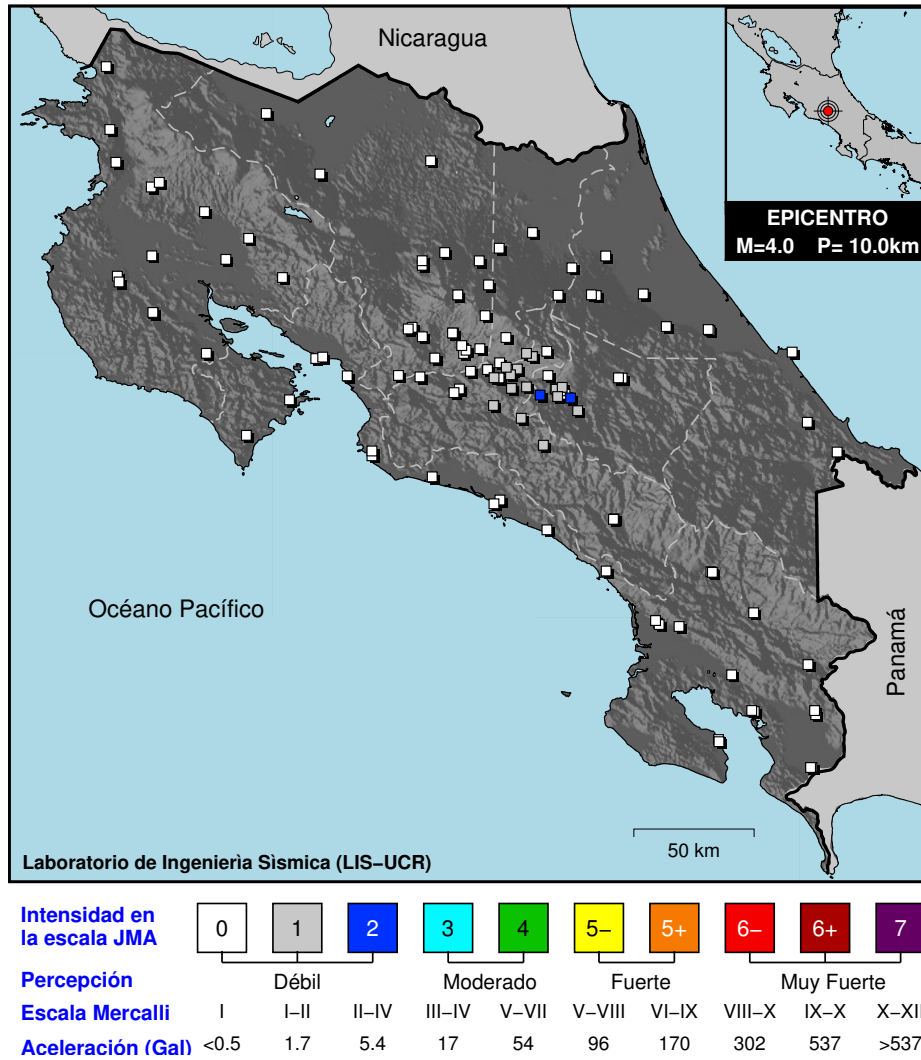 Nicaragua
EPICENTRO
M=4.0 P= 10.0km
Océano Pacífico
Panamá
50 km
Laboratorio de Ingenierìa Sìsmica (LIS–UCR)
Intensidad en la escala JMA
0 1 2 3 4 5– 5+ 6– 6+ 7
Percepción Débil Moderado Fuerte Muy Fuerte
Escala Mercalli I I–II II–IV III–IV V–VII V–VIII VI–IX VIII–X IX–X X–XII
Aceleración (Gal) <0.5 1.7 5.4 17 54 96 170 302 537 >537